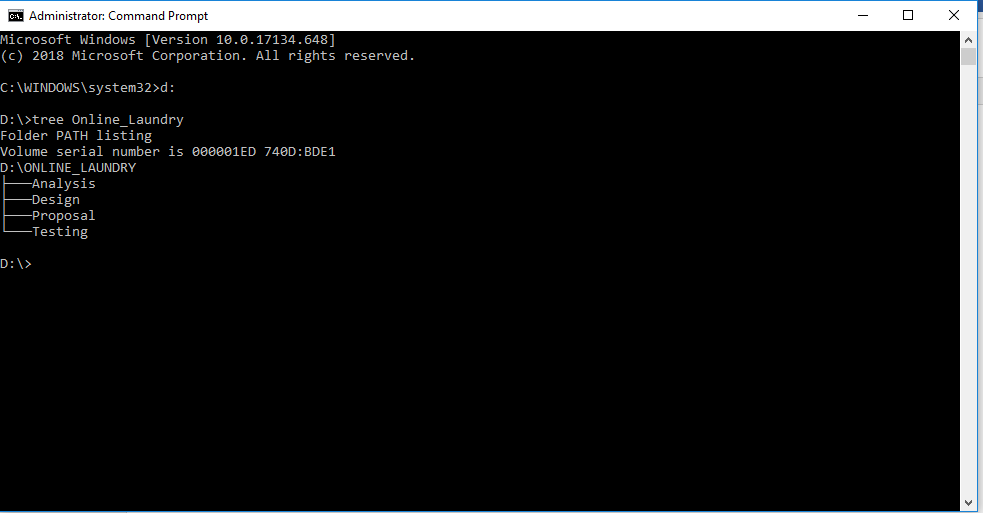 Administrator: Command Prompt
Microsoft Windows [Version 10.0.17134.648]
(c) 2018 Microsoft Corporation. All rights reserved.
C:\WINDOWS\system32>d:
D:\>tree Online_Laundry
Folder PATH listing
Volume serial number is 000001ED 740D:BDE1
D:\ONLINE_LAUNDRY
├───Analysis
├───Design
├───Proposal
└───Testing
D:\>